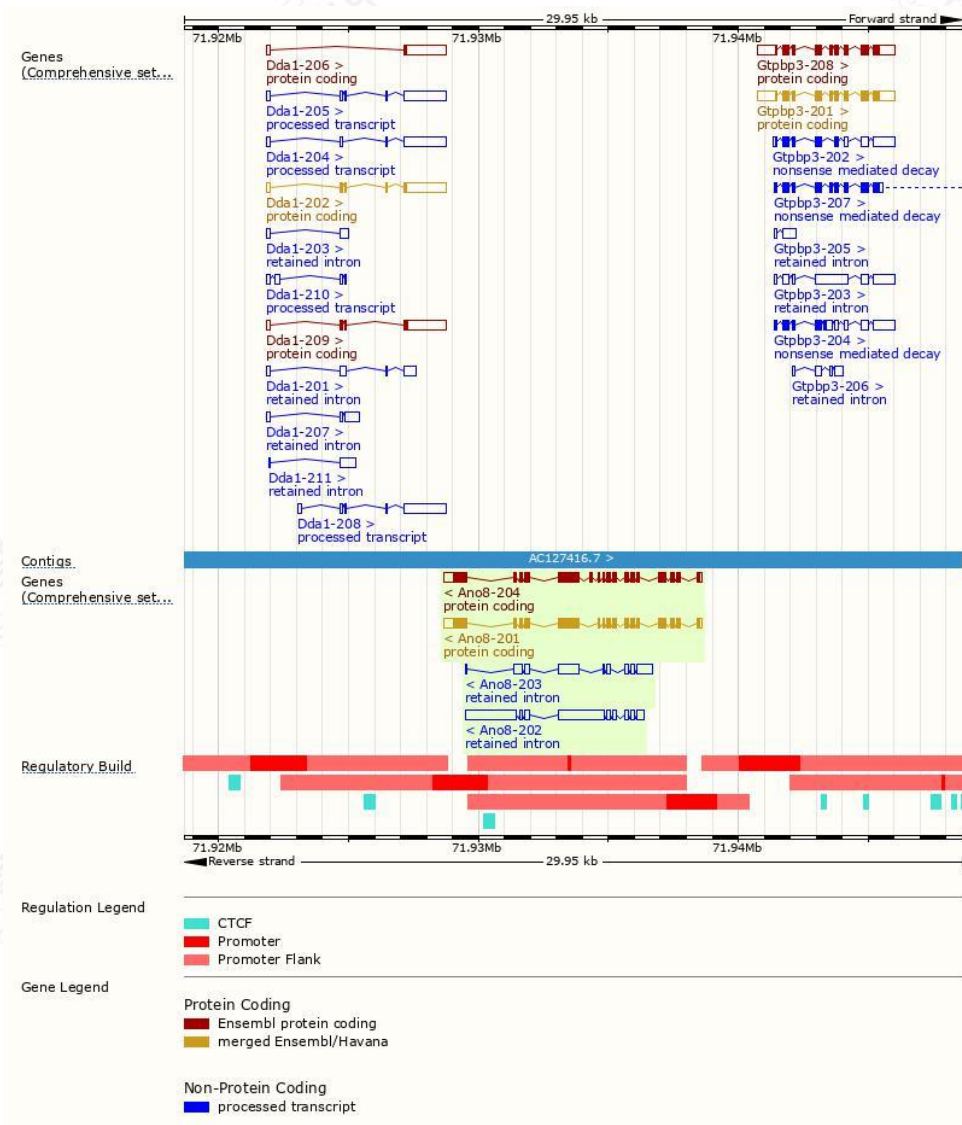 29.95 kb
Forward strand
71.92Mb
71.93Mb
71.94Mb
Genes
(Comprehensive set...
Dda1-206 >
protein coding
Dda1-205 >
processed transcript
Dda1-204 >
processed transcript
Dda1-202 >
protein coding
Dda1-203 >
retained intron
Dda1-210 >
processed transcript
Dda1-209 >
protein coding
Dda1-201 >
retained intron
Dda1-207 >
retained intron
Dda1-211 >
retained intron
Dda1-208 >
processed transcript
Gtpbp3-208 >
protein coding
Gtpbp3-201 >
protein coding
Gtpbp3-202 >
nonsense mediated decay
Gtpbp3-207 >
nonsense mediated decay
Gtpbp3-205 >
retained intron
Gtpbp3-203 >
retained intron
Gtpbp3-204 >
nonsense mediated decay
Gtpbp3-206 >
retained intron
Contigs
AC127416.7 >
Genes
(Comprehensive set...
< Ano8-204
protein coding
< Ano8-201
protein coding
< Ano8-203
retained intron
< Ano8-202
retained intron
Regulatory Build
71.92Mb
71.93Mb
71.94Mb
Reverse strand
29.95 kb
Regulation Legend
CTCF
Promoter
Promoter Flank
Gene Legend
Protein Coding
Ensembl protein coding
merged Ensembl/Havana
Non-Protein Coding
processed transcript